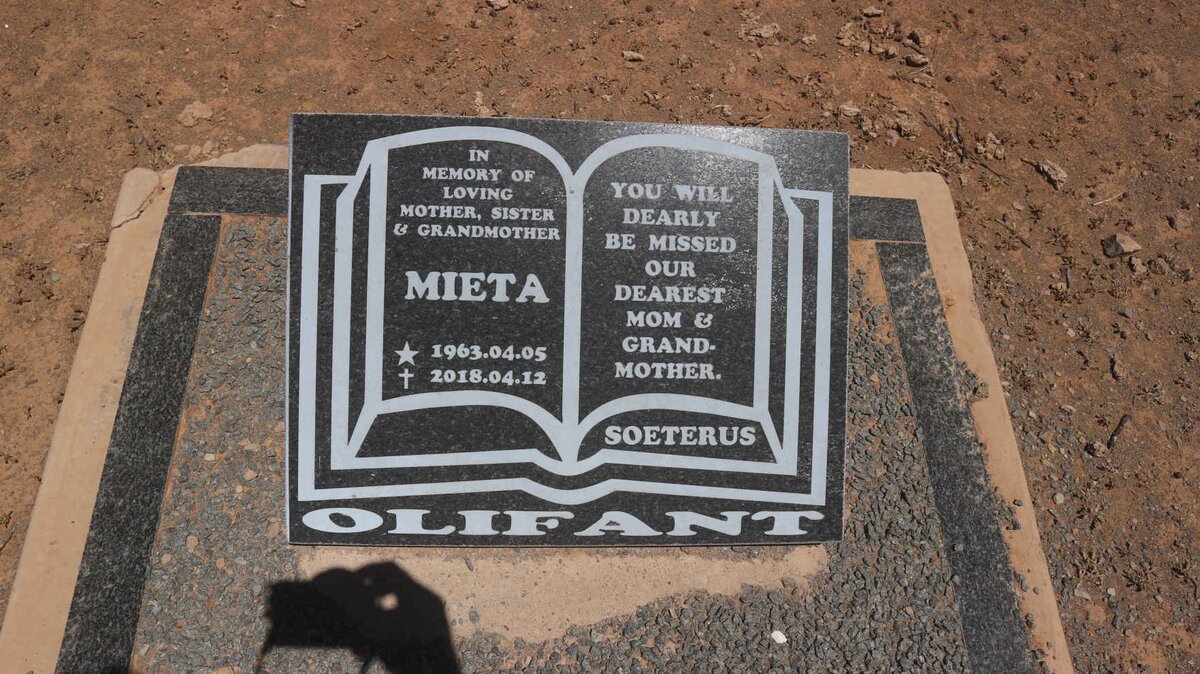 IN
MEMORY OF
LOVING
MOTHER, SISTER
& GRANDMOTHER
MIETA
1963.04.05
2018.04.12
YOU WILL
DEARLY
BE MISSED
OUR
DEAREST
MOM &
GRAND-
MOTHER.
SOETERUS
OLIFANT